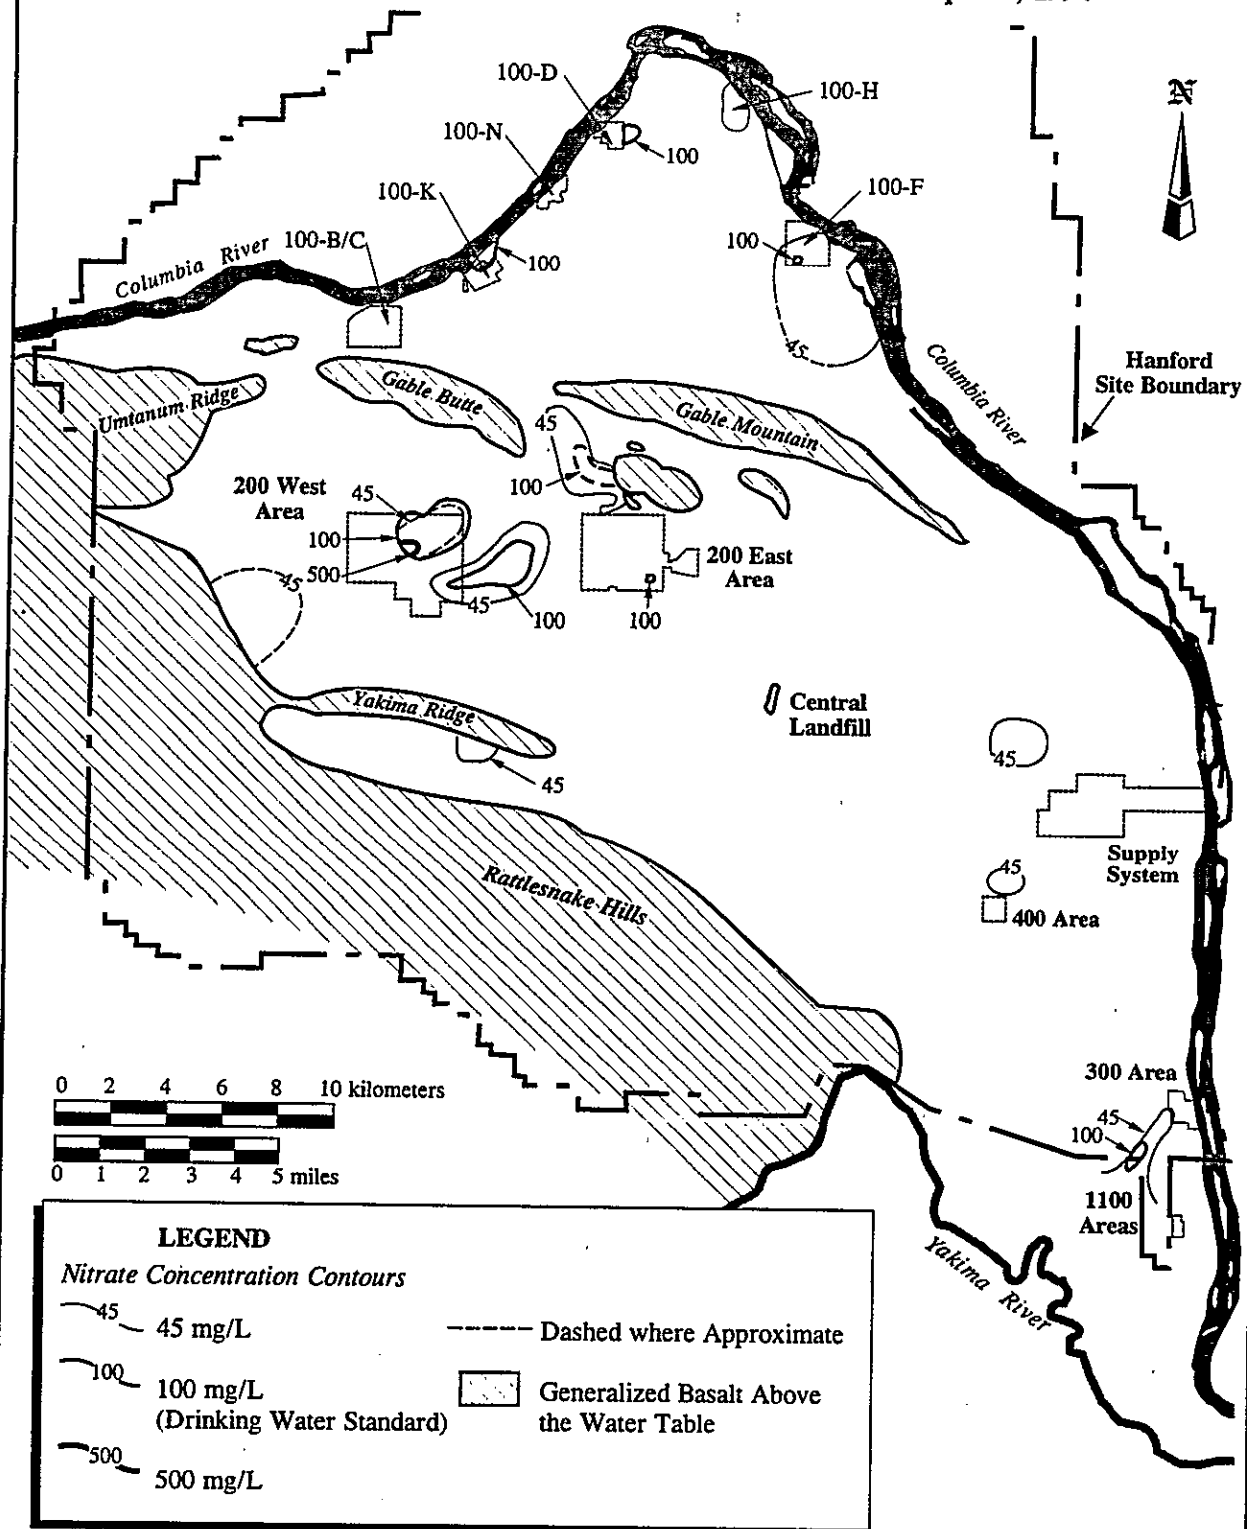 100-D
100-H
N
100-N
100
100-K
100-F
100-B/C
100
100
Columbia River
45
Columbia River
Hanford
Site Boundary
Umtanum Ridge
Gable Butte
Gable Mountain
45
200 West
Area
45
100
100
500
200 East
Area
45
45
100
100
Yakima Ridge
Central
Landfill
45
45
Supply
System
Rattlesnake Hills
45
400 Area
0 2 4 6 8 10 kilometers
0 1 2 3 4 5 miles
300 Area
45
100
1100
Areas
Yakima River
LEGEND
Nitrate Concentration Contours
45 45 mg/L
Dashed where Approximate
100 100 mg/L
(Drinking Water Standard)
Generalized Basalt Above
the Water Table
500 500 mg/L